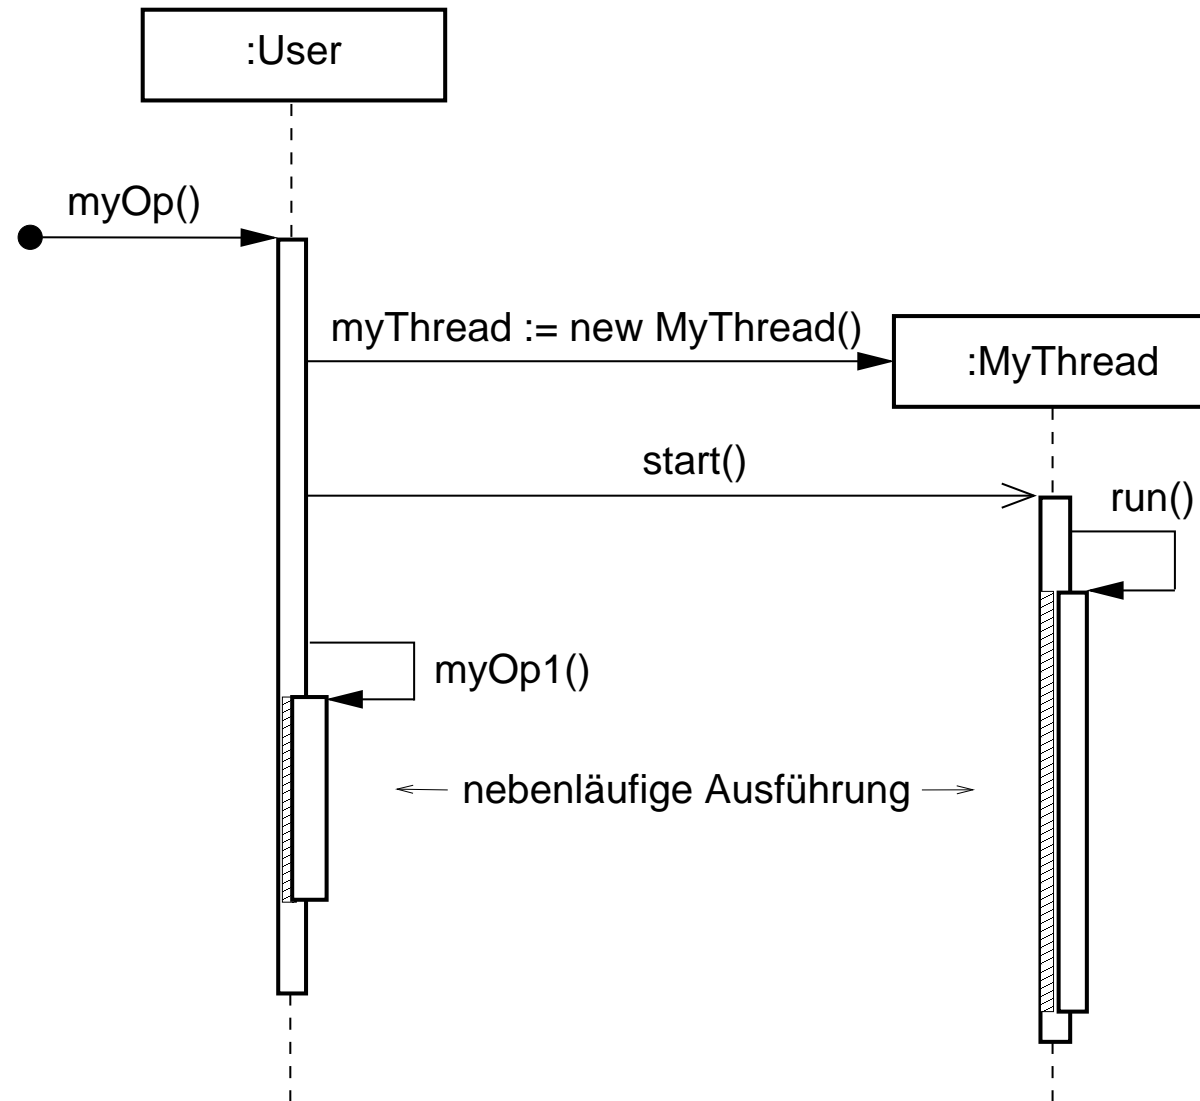 :User
myOp()
myThread := new MyThread()
:MyThread
start()
run()
myOp1()
nebenläufige Ausführung